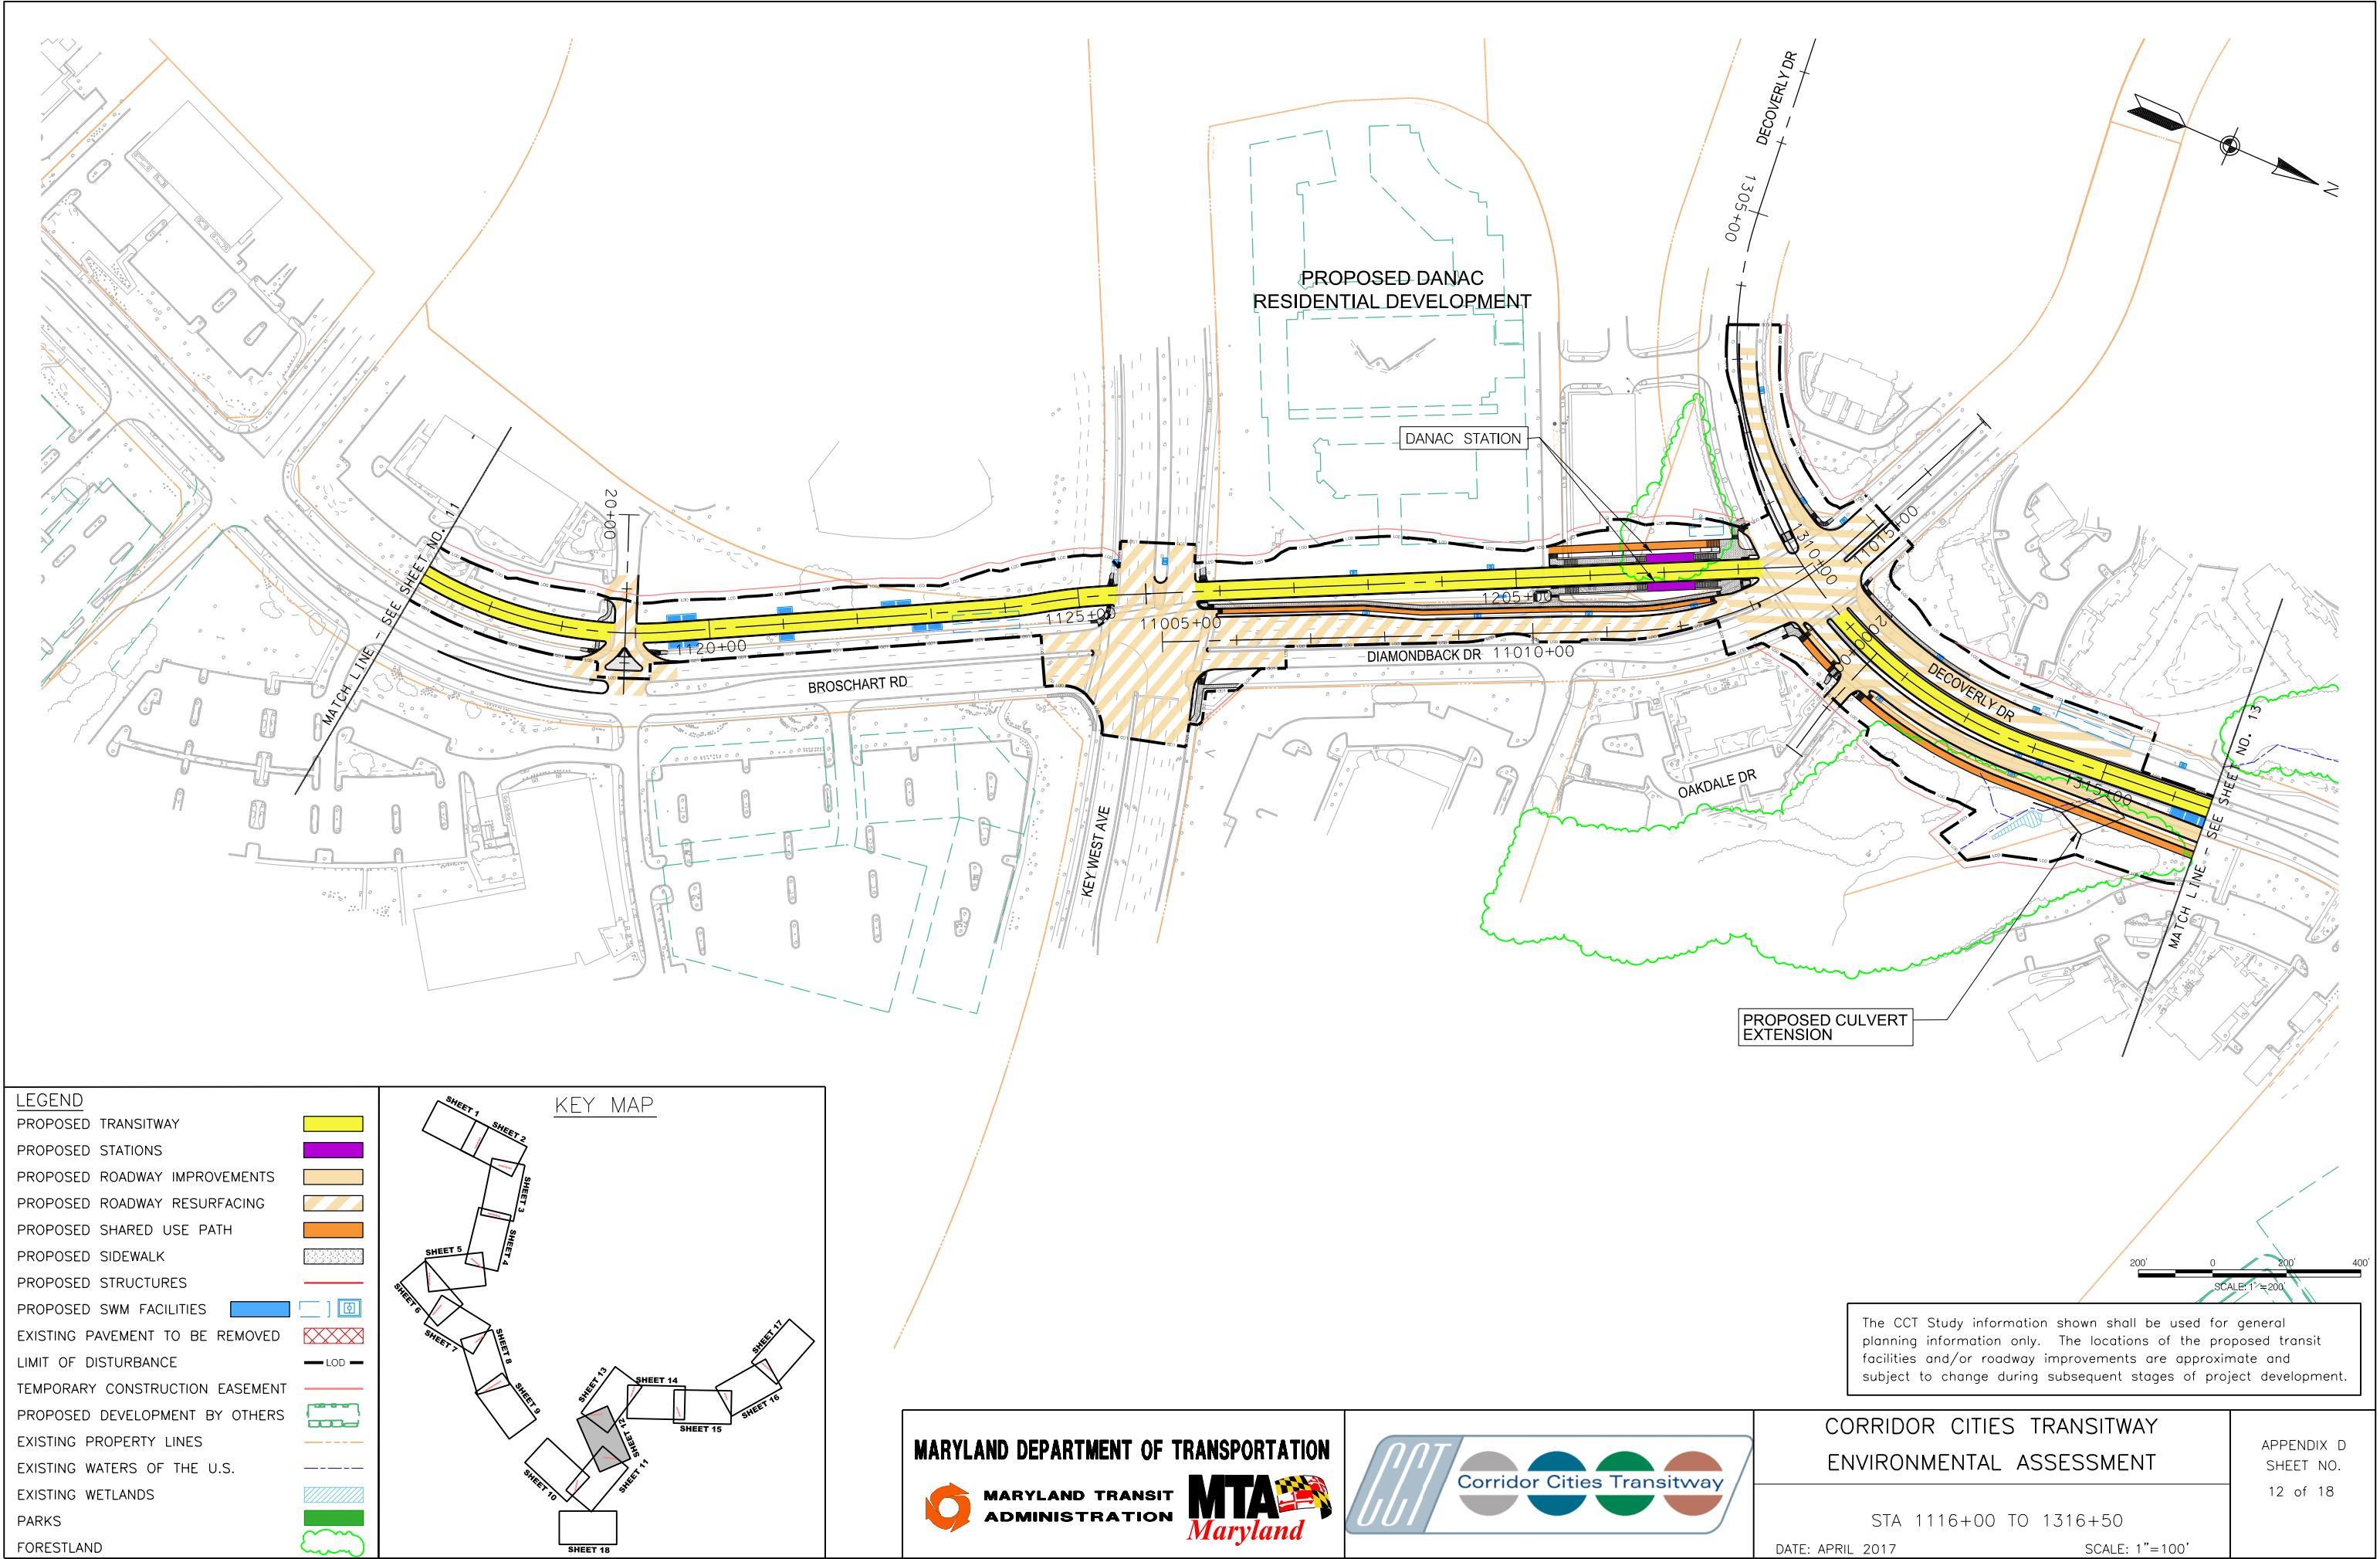 DECOVERLY DR
1305+00
N
PROPOSED DANAC
RESIDENTIAL DEVELOPMENT
DANAC STATION
MATCH LINE - SEE SHEET NO. 11
20+00
1310+00
11015+00
1120+00
1125+00
11005+00
1205+00
DIAMONDBACK DR
11010+00
BROSCHART RD
DECOVERLY DR
OAKDALE DR
KEY WEST AVE
1315+00
MATCH LINE - SEE SHEET NO. 13
PROPOSED CULVERT
EXTENSION
LEGEND
PROPOSED TRANSITWAY
PROPOSED STATIONS
PROPOSED ROADWAY IMPROVEMENTS
PROPOSED ROADWAY RESURFACING
PROPOSED SHARED USE PATH
PROPOSED SIDEWALK
PROPOSED STRUCTURES
PROPOSED SWM FACILITIES
EXISTING PAVEMENT TO BE REMOVED
LIMIT OF DISTURBANCE
LOD
TEMPORARY CONSTRUCTION EASEMENT
PROPOSED DEVELOPMENT BY OTHERS
EXISTING PROPERTY LINES
EXISTING WATERS OF THE U.S.
EXISTING WETLANDS
PARKS
FORESTLAND
KEY MAP
SHEET 1
SHEET 2
SHEET 3
SHEET 4
SHEET 5
SHEET 6
SHEET 7
SHEET 8
SHEET 9
SHEET 10
SHEET 11
SHEET 12
SHEET 13
SHEET 14
SHEET 15
SHEET 16
SHEET 17
SHEET 18
200' 0 200' 400'
SCALE: 1"=200'
The CCT Study information shown shall be used for general
planning information only. The locations of the proposed transit
facilities and/or roadway improvements are approximate and
subject to change during subsequent stages of project development.
MARYLAND DEPARTMENT OF TRANSPORTATION
MARYLAND TRANSIT
ADMINISTRATION
MTA
Maryland
CCT
Corridor Cities Transitway
CORRIDOR CITIES TRANSITWAY
ENVIRONMENTAL ASSESSMENT
STA 1116+00 TO 1316+50
DATE: APRIL 2017
SCALE: 1"=100'
APPENDIX D
SHEET NO.
12 of 18